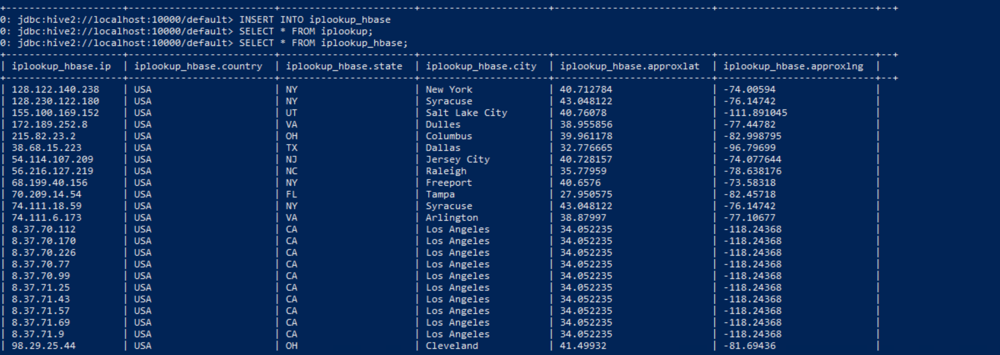 +---------------------+--------------------------+-----------------------+----------------------+---------------------------+---------------------------+--+
0: jdbc:hive2://localhost:10000/default> INSERT INTO iplookup_hbase
0: jdbc:hive2://localhost:10000/default> SELECT * FROM iplookup;
0: jdbc:hive2://localhost:10000/default> SELECT * FROM iplookup_hbase;
+---------------------+--------------------------+-----------------------+----------------------+---------------------------+---------------------------+--+
| iplookup_hbase.ip | iplookup_hbase.country | iplookup_hbase.state | iplookup_hbase.city | iplookup_hbase.approxlat | iplookup_hbase.approxlng |
+---------------------+--------------------------+-----------------------+----------------------+---------------------------+---------------------------+--+
| 128.122.140.238 | USA | NY | New York | 40.712784 | -74.00594 |
| 128.230.122.180 | USA | NY | Syracuse | 43.048122 | -76.14742 |
| 155.100.169.152 | USA | UT | Salt Lake City | 40.76078 | -111.891045 |
| 172.189.252.8 | USA | VA | Dulles | 38.955856 | -77.44782 |
| 215.82.23.2 | USA | OH | Columbus | 39.961178 | -82.998795 |
| 38.68.15.223 | USA | TX | Dallas | 32.776665 | -96.79699 |
| 54.114.107.209 | USA | NJ | Jersey City | 40.728157 | -74.077644 |
| 56.216.127.219 | USA | NC | Raleigh | 35.77959 | -78.638176 |
| 68.199.40.156 | USA | NY | Freeport | 40.6576 | -73.58318 |
| 70.209.14.54 | USA | FL | Tampa | 27.950575 | -82.45718 |
| 74.111.18.59 | USA | NY | Syracuse | 43.048122 | -76.14742 |
| 74.111.6.173 | USA | VA | Arlington | 38.87997 | -77.10677 |
| 8.37.70.112 | USA | CA | Los Angeles | 34.052235 | -118.24368 |
| 8.37.70.170 | USA | CA | Los Angeles | 34.052235 | -118.24368 |
| 8.37.70.226 | USA | CA | Los Angeles | 34.052235 | -118.24368 |
| 8.37.70.77 | USA | CA | Los Angeles | 34.052235 | -118.24368 |
| 8.37.70.99 | USA | CA | Los Angeles | 34.052235 | -118.24368 |
| 8.37.71.25 | USA | CA | Los Angeles | 34.052235 | -118.24368 |
| 8.37.71.43 | USA | CA | Los Angeles | 34.052235 | -118.24368 |
| 8.37.71.57 | USA | CA | Los Angeles | 34.052235 | -118.24368 |
| 8.37.71.69 | USA | CA | Los Angeles | 34.052235 | -118.24368 |
| 8.37.71.9 | USA | CA | Los Angeles | 34.052235 | -118.24368 |
| 98.29.25.44 | USA | OH | Cleveland | 41.49932 | -81.69436 |